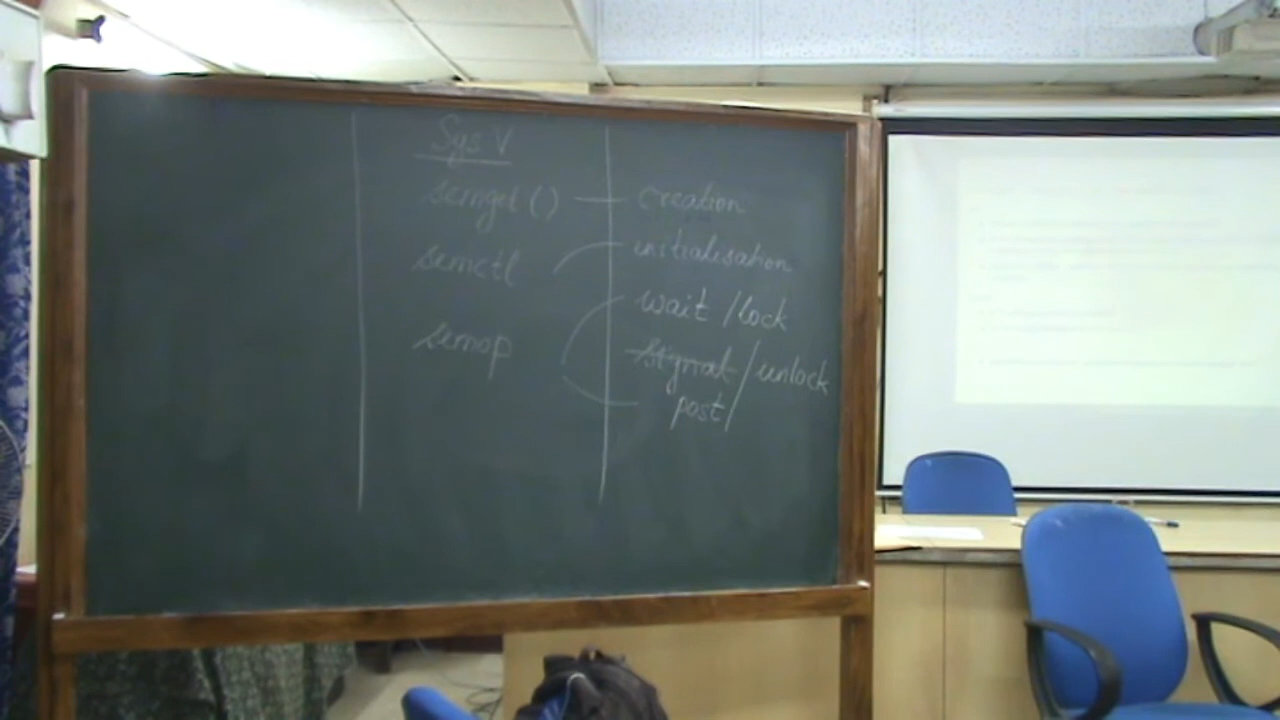 Sys V
semget () — creation
semctl initialisation
semop wait / lock
signal / unlock
post /